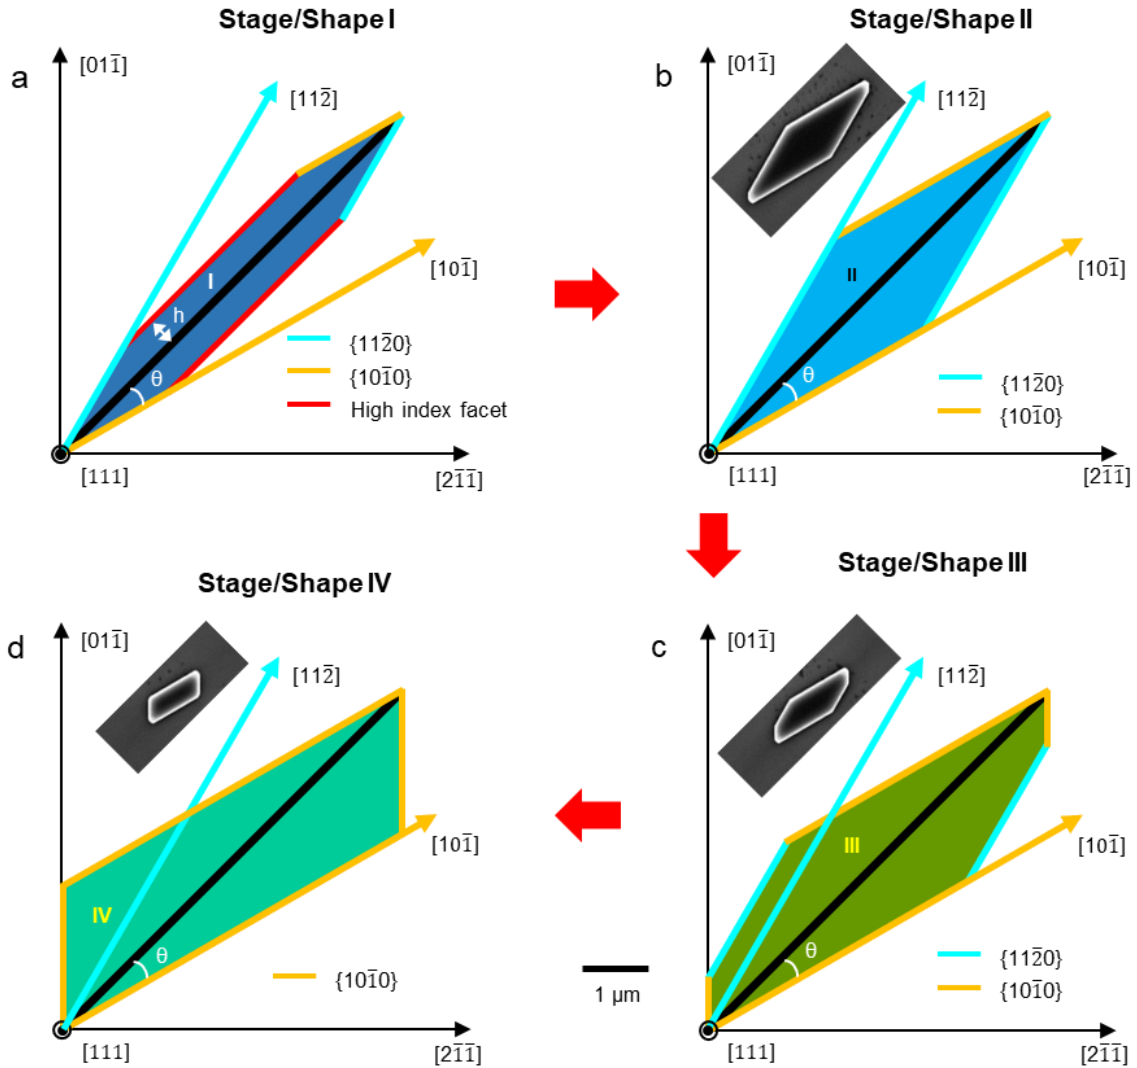 Stage/Shape I
a
[011̄]
[112̄]
[101̄]
I
h
θ
{112̄0}
{101̄0}
High index facet
[111]
[21̄1̄]
Stage/Shape II
b
[011̄]
[112̄]
[101̄]
II
θ
{112̄0}
{101̄0}
[111]
[21̄1̄]
Stage/Shape IV
d
[011̄]
[112̄]
[101̄]
IV
θ
{101̄0}
[111]
[21̄1̄]
1 μm
Stage/Shape III
c
[011̄]
[112̄]
[101̄]
III
θ
{112̄0}
{101̄0}
[111]
[21̄1̄]